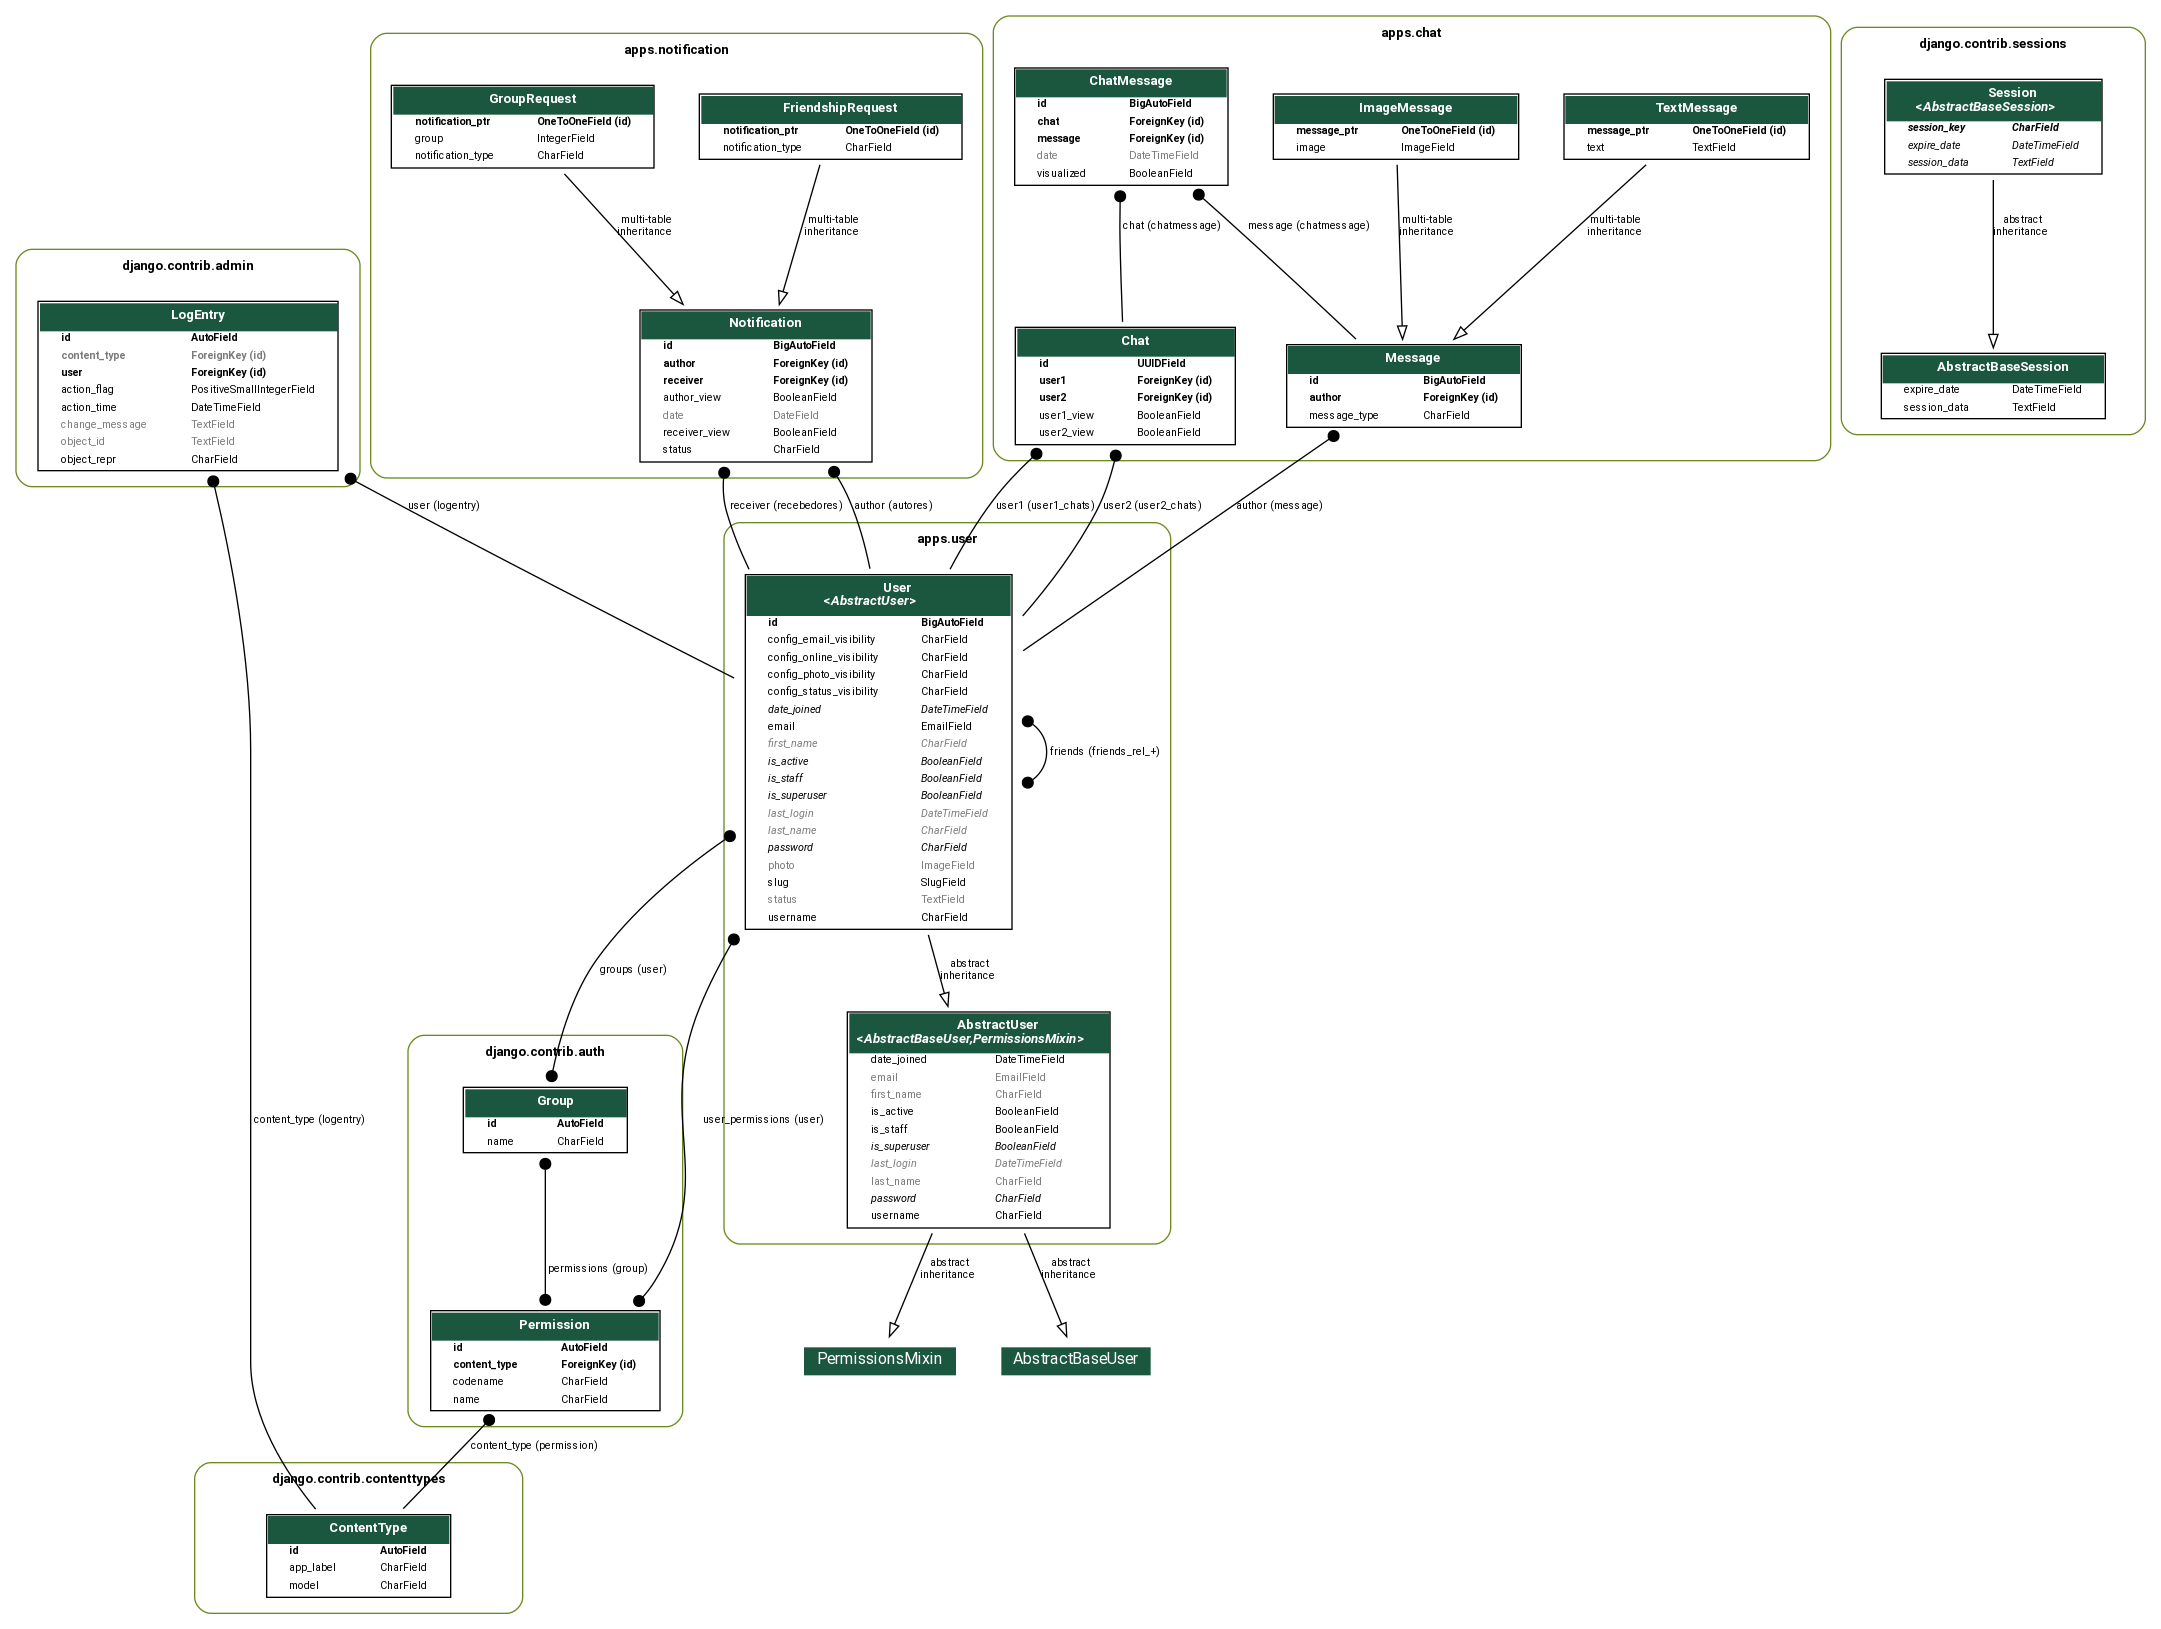 apps.notification
GroupRequest
notification_ptr OneToOneField (id)
group IntegerField
notification_type CharField
FriendshipRequest
notification_ptr OneToOneField (id)
notification_type CharField
multi-table
inheritance
multi-table
inheritance
Notification
id BigAutoField
author ForeignKey (id)
receiver ForeignKey (id)
author_view BooleanField
date DateField
receiver_view BooleanField
status CharField
apps.chat
ChatMessage
id BigAutoField
chat ForeignKey (id)
message ForeignKey (id)
date DateTimeField
visualized BooleanField
ImageMessage
message_ptr OneToOneField (id)
image ImageField
TextMessage
message_ptr OneToOneField (id)
text TextField
chat (chatmessage)
message (chatmessage)
multi-table
inheritance
multi-table
inheritance
Chat
id UUIDField
user1 ForeignKey (id)
user2 ForeignKey (id)
user1_view BooleanField
user2_view BooleanField
Message
id BigAutoField
author ForeignKey (id)
message_type CharField
django.contrib.sessions
Session
<AbstractBaseSession>
session_key CharField
expire_date DateTimeField
session_data TextField
abstract
inheritance
AbstractBaseSession
expire_date DateTimeField
session_data TextField
django.contrib.admin
LogEntry
id AutoField
content_type ForeignKey (id)
user ForeignKey (id)
action_flag PositiveSmallIntegerField
action_time DateTimeField
change_message TextField
object_id TextField
object_repr CharField
user (logentry)
receiver (recebedores)
author (autores)
user1 (user1_chats)
user2 (user2_chats)
author (message)
apps.user
User
<AbstractUser>
id BigAutoField
config_email_visibility CharField
config_online_visibility CharField
config_photo_visibility CharField
config_status_visibility CharField
date_joined DateTimeField
email EmailField
first_name CharField
is_active BooleanField
is_staff BooleanField
is_superuser BooleanField
last_login DateTimeField
last_name CharField
password CharField
photo ImageField
slug SlugField
status TextField
username CharField
friends (friends_rel_+)
groups (user)
abstract
inheritance
AbstractUser
<AbstractBaseUser,PermissionsMixin>
date_joined DateTimeField
email EmailField
first_name CharField
is_active BooleanField
is_staff BooleanField
is_superuser BooleanField
last_login DateTimeField
last_name CharField
password CharField
username CharField
django.contrib.auth
Group
id AutoField
name CharField
content_type (logentry)
user_permissions (user)
permissions (group)
abstract
inheritance
abstract
inheritance
Permission
id AutoField
content_type ForeignKey (id)
codename CharField
name CharField
PermissionsMixin
AbstractBaseUser
content_type (permission)
django.contrib.contenttypes
ContentType
id AutoField
app_label CharField
model CharField